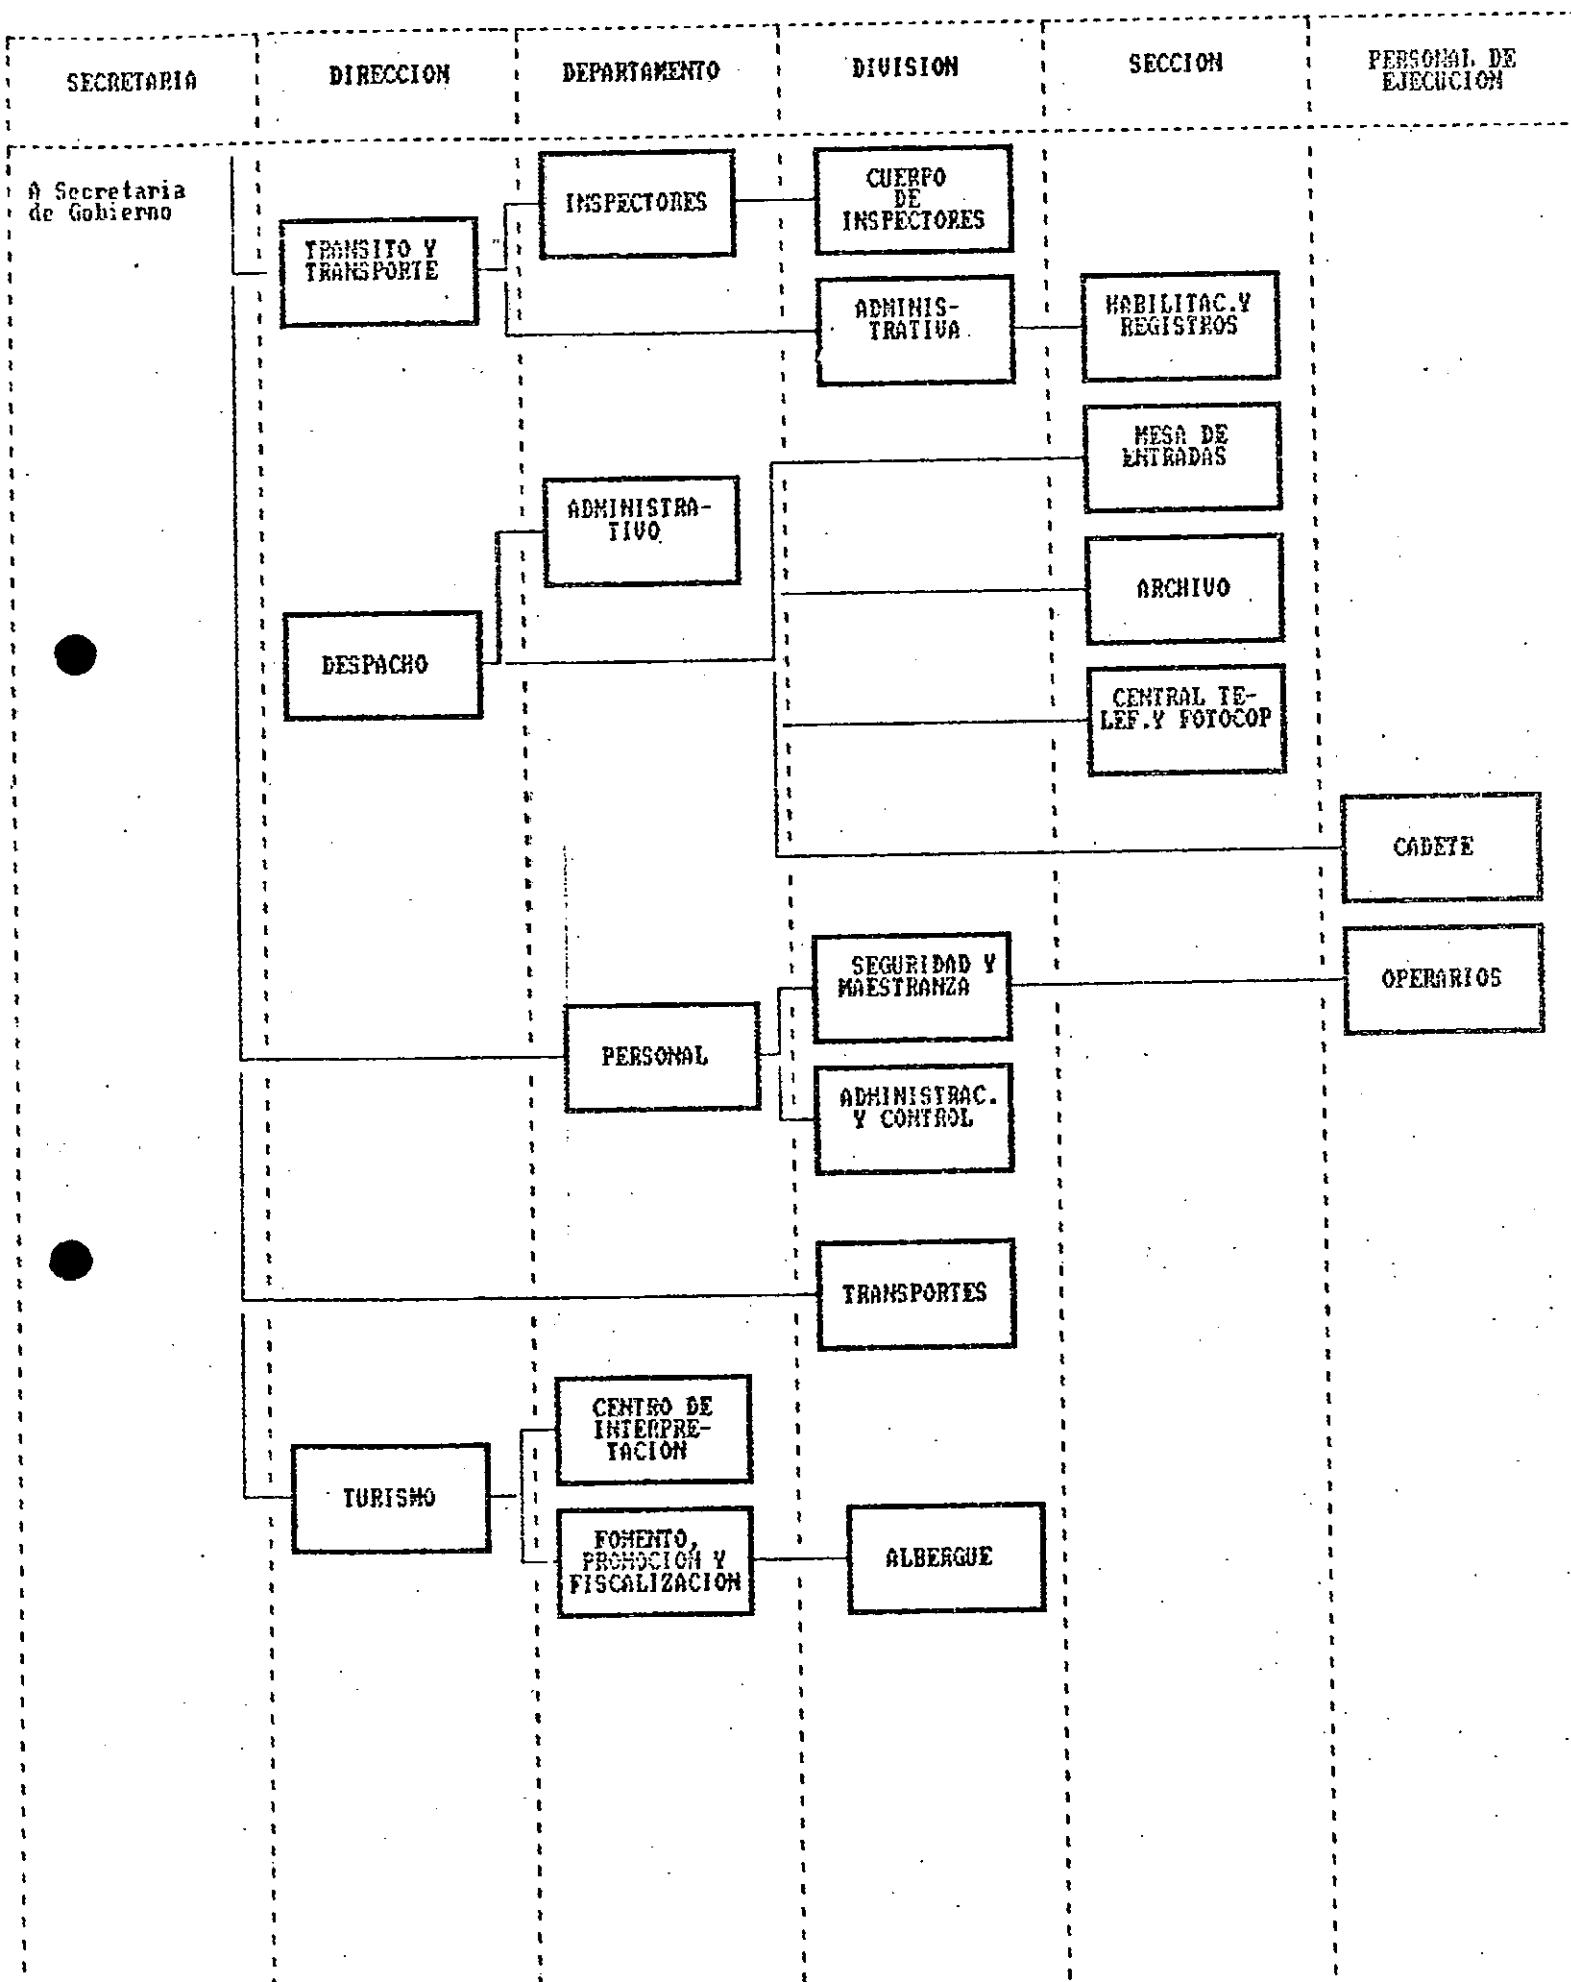 SECRETARIA
DIRECCION
DEPARTAMENTO
DIVISION
SECCION
PERSONAL DE
EJECUCION
A Secretaria
de Gobierno
TRANSITO Y
TRANSPORTE
INSPECTORES
CUERPO
DE
INSPECTORES
ADMINIS-
TRATIVA
HABILITAC.Y
REGISTROS
MESA DE
ENTRADAS
ADMINISTRA-
TIVO
ARCHIVO
DESPACHO
CENTRAL TE-
LEF.Y FOTOCOP
CADETE
SEGURIDAD Y
MAESTRANZA
OPERARIOS
PERSONAL
ADMINISTRAC.
Y CONTROL
TRANSPORTES
CENTRO DE
INTERPRE-
TACION
TURISMO
FOMENTO,
PROMOCION Y
FISCALIZACION
ALBERGUE